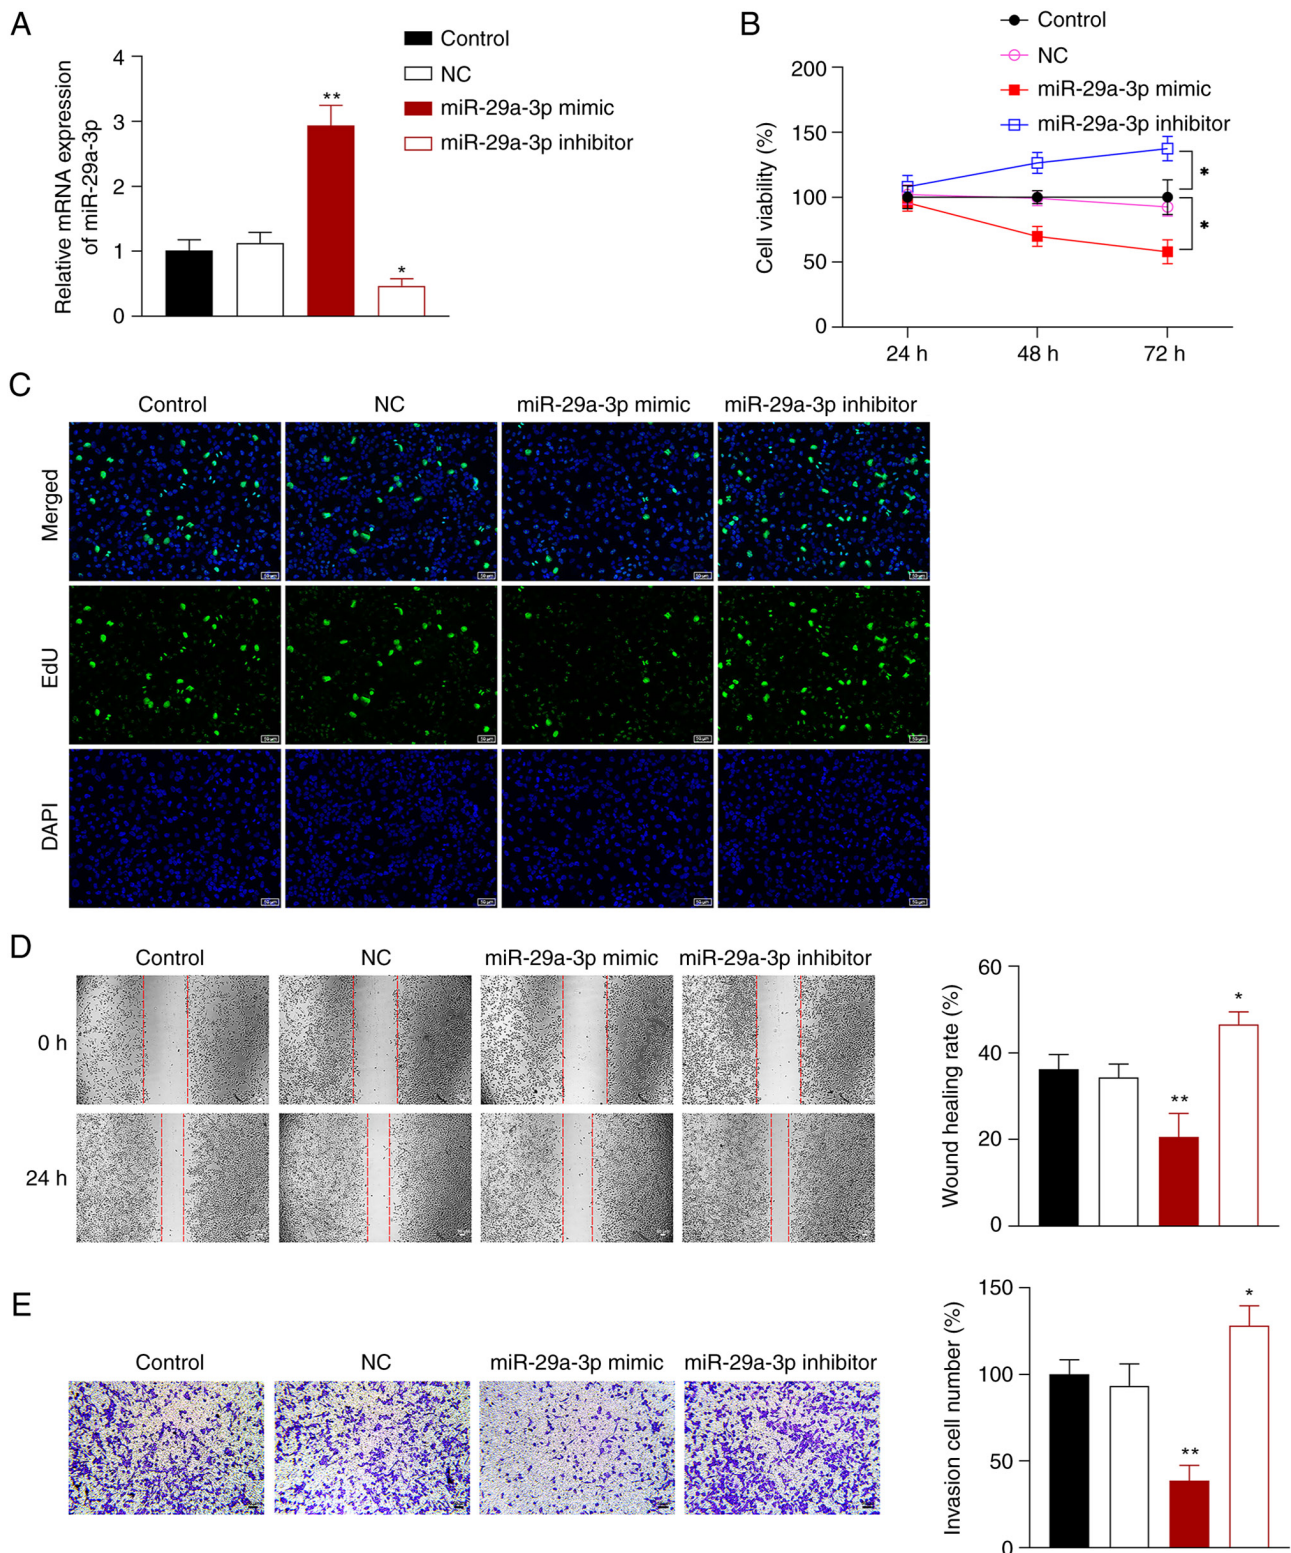 A
Control
NC
miR-29a-3p mimic
miR-29a-3p inhibitor
Relative mRNA expression
of miR-29a-3p
4
3
2
1
0
**
*
B
Control
NC
miR-29a-3p mimic
miR-29a-3p inhibitor
Cell viability (%)
200
150
100
50
0
*
*
24 h 48 h 72 h
C
Control NC miR-29a-3p mimic miR-29a-3p inhibitor
Merged
EdU
DAPI
D
Control NC miR-29a-3p mimic miR-29a-3p inhibitor
0 h
24 h
Wound healing rate (%)
60
40
20
0
**
*
E
Control NC miR-29a-3p mimic miR-29a-3p inhibitor
Invasion cell number (%)
150
100
50
0
**
*